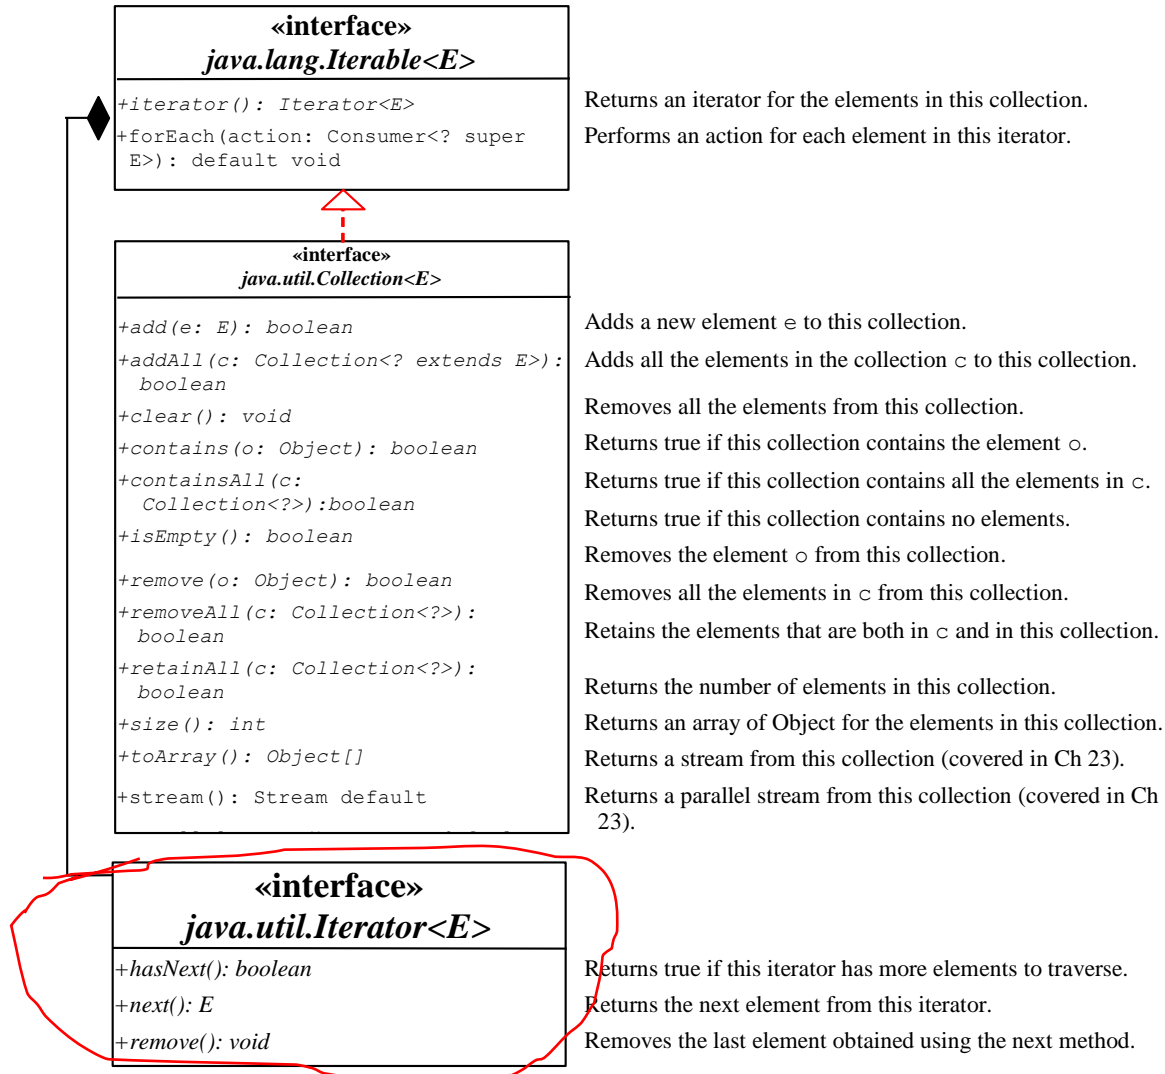 «interface»
java.lang.Iterable<E>
+iterator(): Iterator<E>
Returns an iterator for the elements in this collection.
+forEach(action: Consumer<? super
E>): default void
Performs an action for each element in this iterator.
«interface»
java.util.Collection<E>
+add(e: E): boolean
Adds a new element e to this collection.
+addAll(c: Collection<? extends E>):
boolean
Adds all the elements in the collection c to this collection.
+clear(): void
Removes all the elements from this collection.
+contains(o: Object): boolean
Returns true if this collection contains the element o.
+containsAll(c:
Collection<?>):boolean
Returns true if this collection contains all the elements in c.
+isEmpty(): boolean
Returns true if this collection contains no elements.
+remove(o: Object): boolean
Removes the element o from this collection.
+removeAll(c: Collection<?>):
boolean
Removes all the elements in c from this collection.
+retainAll(c: Collection<?>):
boolean
Retains the elements that are both in c and in this collection.
+size(): int
Returns the number of elements in this collection.
+toArray(): Object[]
Returns an array of Object for the elements in this collection.
+stream(): Stream default
Returns a stream from this collection (covered in Ch 23).
Returns a parallel stream from this collection (covered in Ch
23).
«interface»
java.util.Iterator<E>
+hasNext(): boolean
Returns true if this iterator has more elements to traverse.
+next(): E
Returns the next element from this iterator.
+remove(): void
Removes the last element obtained using the next method.